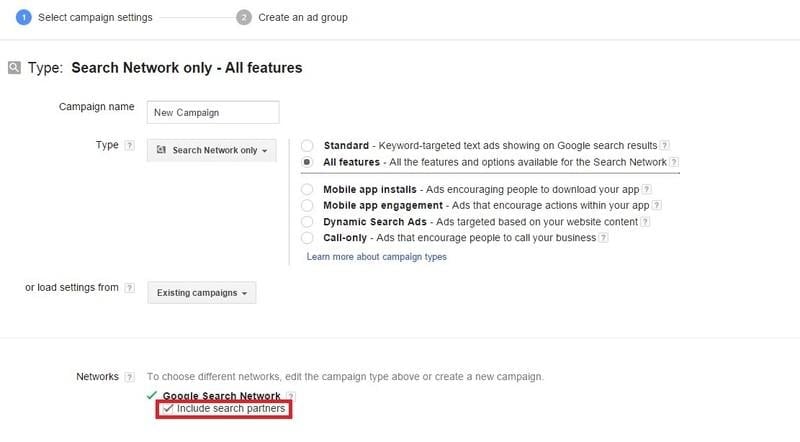 1 Select campaign settings 2 Create an ad group
Type: Search Network only - All features
Campaign name New Campaign
Type ? Search Network only
Standard - Keyword-targeted text ads showing on Google search results ?
All features - All the features and options available for the Search Network ?
Mobile app installs - Ads encouraging people to download your app ?
Mobile app engagement - Ads that encourage actions within your app ?
Dynamic Search Ads - Ads targeted based on your website content ?
Call-only - Ads that encourage people to call your business ?
Learn more about campaign types
or load settings from ? Existing campaigns
Networks ? To choose different networks, edit the campaign type above or create a new campaign.
Google Search Network ?
Include search partners